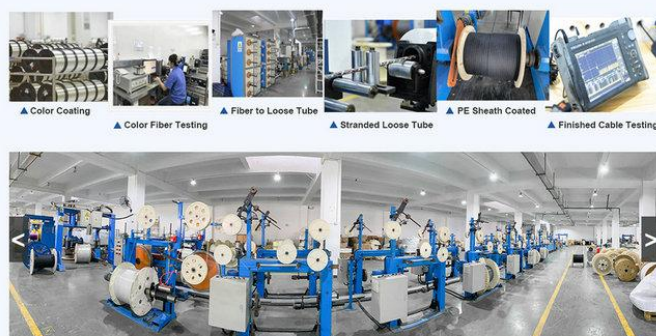 ▲ Color Coating
▲ Color Fiber Testing
▲ Fiber to Loose Tube
▲ Stranded Loose Tube
▲ PE Sheath Coated
▲ Finished Cable Testing
< >